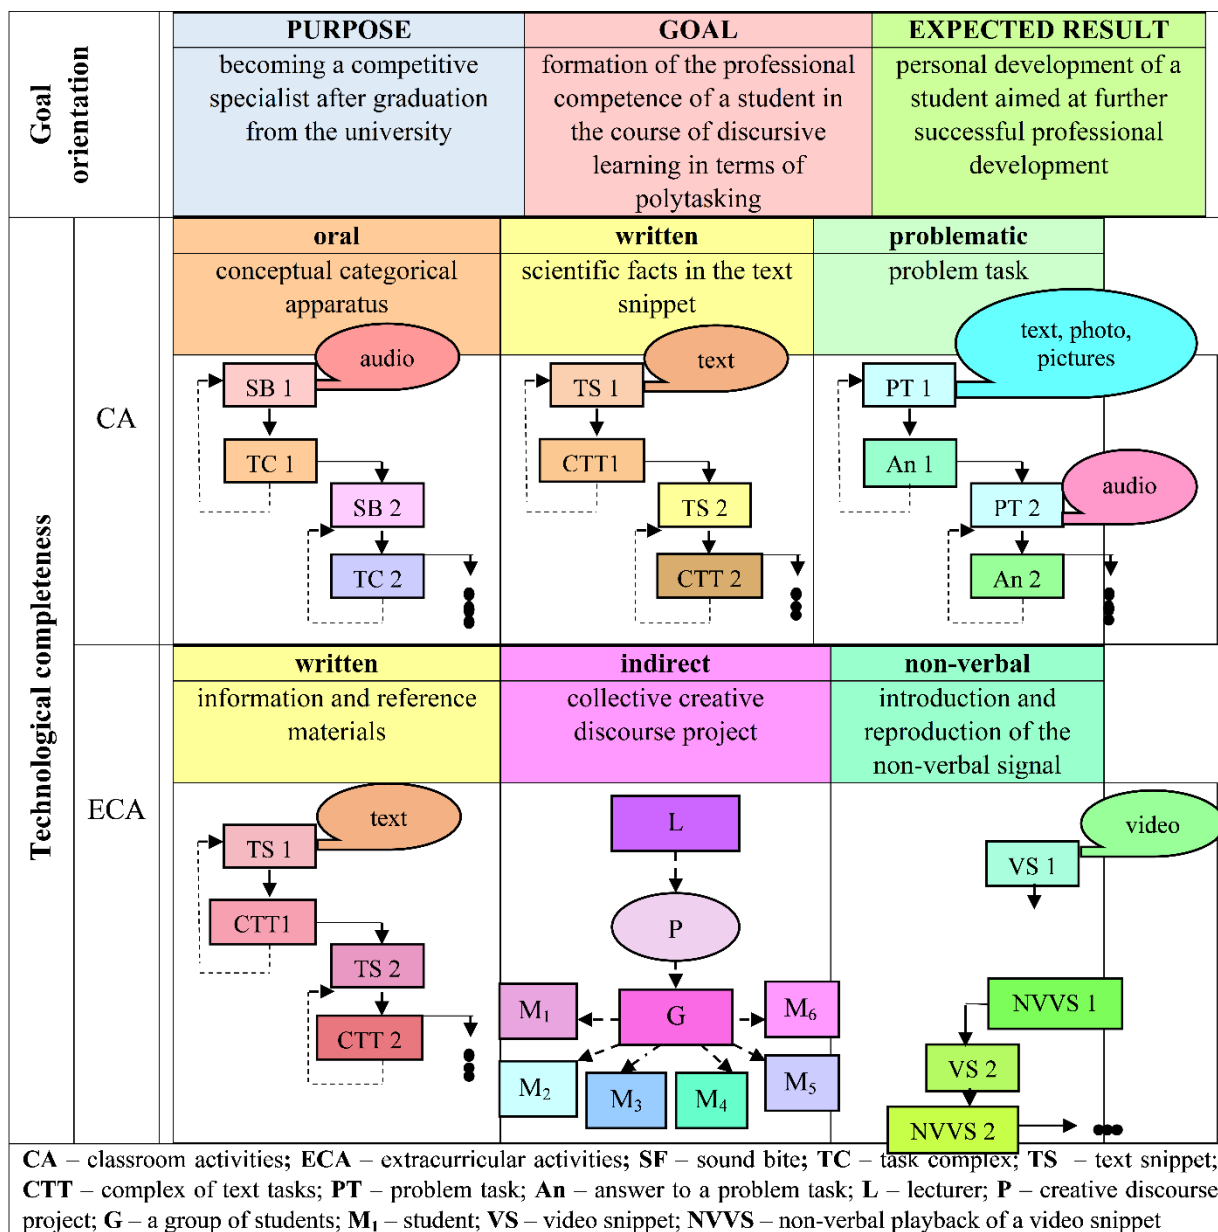 Goal orientation
PURPOSE
becoming a competitive
specialist after graduation
from the university
GOAL
formation of the professional
competence of a student in
the course of discursive
learning in terms of
polytasking
EXPECTED RESULT
personal development of a
student aimed at further
successful professional
development
Technological completeness
CA
oral
conceptual categorical
apparatus
audio
SB 1
TC 1
SB 2
TC 2
written
scientific facts in the text
snippet
text
TS 1
CTT1
TS 2
CTT 2
problematic
problem task
text, photo,
pictures
PT 1
An 1
audio
PT 2
An 2
ECA
written
information and reference
materials
text
TS 1
CTT1
TS 2
CTT 2
indirect
collective creative
discourse project
L
P
G
M1
M2
M3
M4
M5
M6
non-verbal
introduction and
reproduction of the
non-verbal signal
video
VS 1
NVVS 1
VS 2
NVVS 2
CA – classroom activities; ECA – extracurricular activities; SF – sound bite; TC – task complex; TS – text snippet;
CTT – complex of text tasks; PT – problem task; An – answer to a problem task; L – lecturer; P – creative discourse
project; G – a group of students; M1 – student; VS – video snippet; NVVS – non-verbal playback of a video snippet